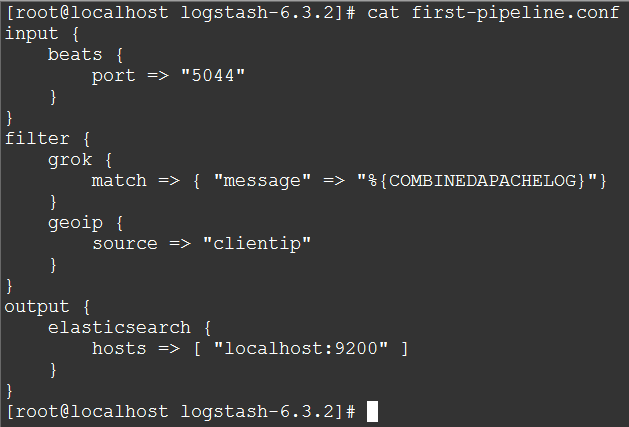 [root@localhost logstash-6.3.2]# cat first-pipeline.conf
input {
    beats {
        port => "5044"
    }
}
filter {
    grok {
        match => { "message" => "%{COMBINEDAPACHELOG}"}
    }
    geoip {
        source => "clientip"
    }
}
output {
    elasticsearch {
        hosts => [ "localhost:9200" ]
    }
}
[root@localhost logstash-6.3.2]#